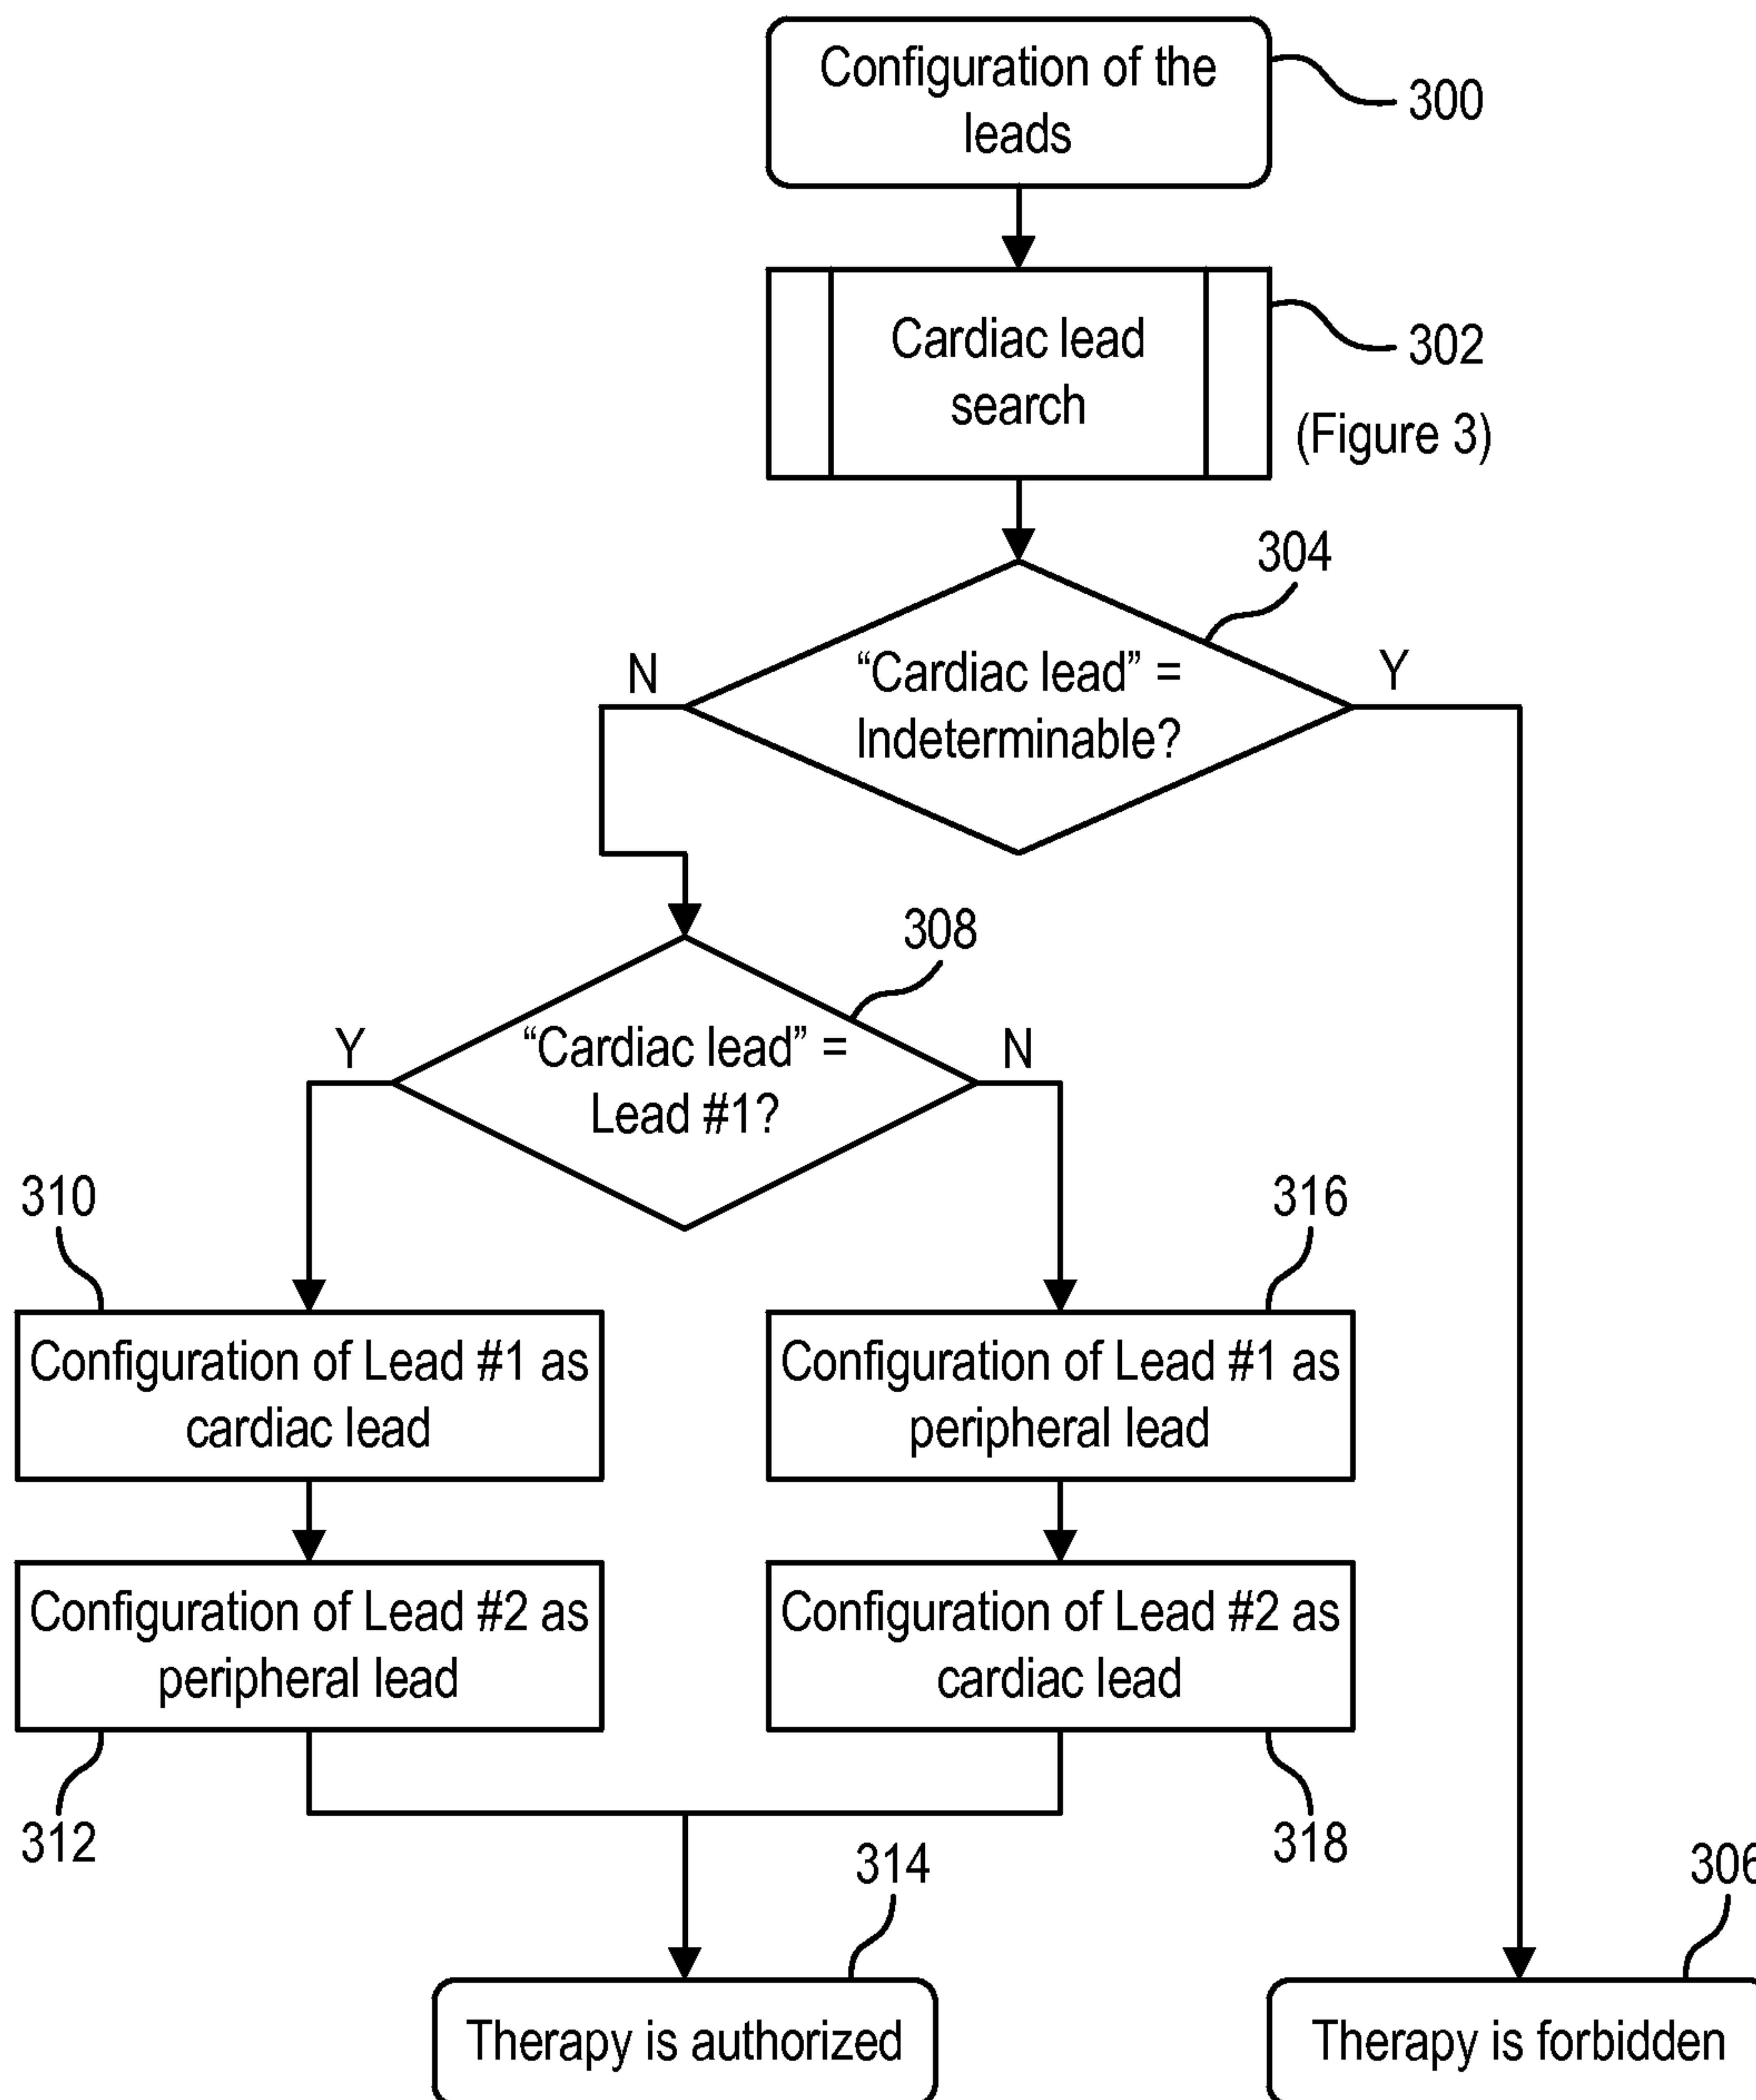 Configuration of the
leads
300
Cardiac lead
search
302
(Figure 3)
304
N
“Cardiac lead” =
Indeterminable?
Y
308
Y
“Cardiac lead” =
Lead #1?
N
310
316
Configuration of Lead #1 as
cardiac lead
Configuration of Lead #1 as
peripheral lead
Configuration of Lead #2 as
peripheral lead
Configuration of Lead #2 as
cardiac lead
312
318
314
306
Therapy is authorized
Therapy is forbidden